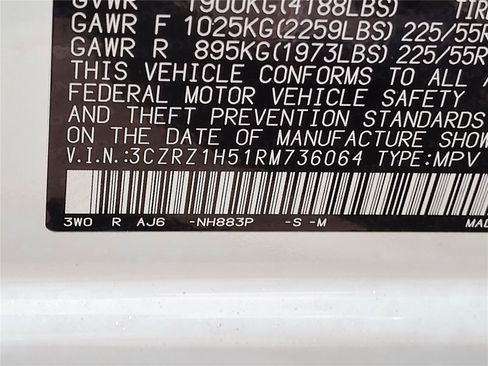 GVWR 1900KG(4188LBS) TIRE
GAWR F 1025KG(2259LBS) 225/55R
GAWR R 895KG(1973LBS) 225/55R
THIS VEHICLE CONFORMS TO ALL A
FEDERAL MOTOR VEHICLE SAFETY
AND THEFT PREVENTION STANDARDS
ON THE DATE OF MANUFACTURE SHOW
V.I.N.:3CZRZ1H51RM736064 TYPE:MPV
3WO R AJ6 -NH883P -S -M MAD